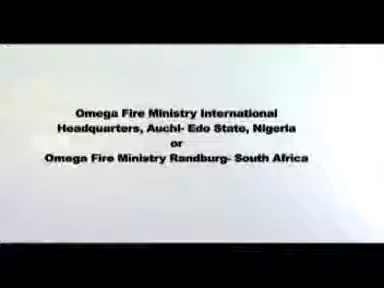 Omega Fire Ministry International
Headquarters, Auchi- Edo State, Nigeria
or
Omega Fire Ministry Randburg- South Africa